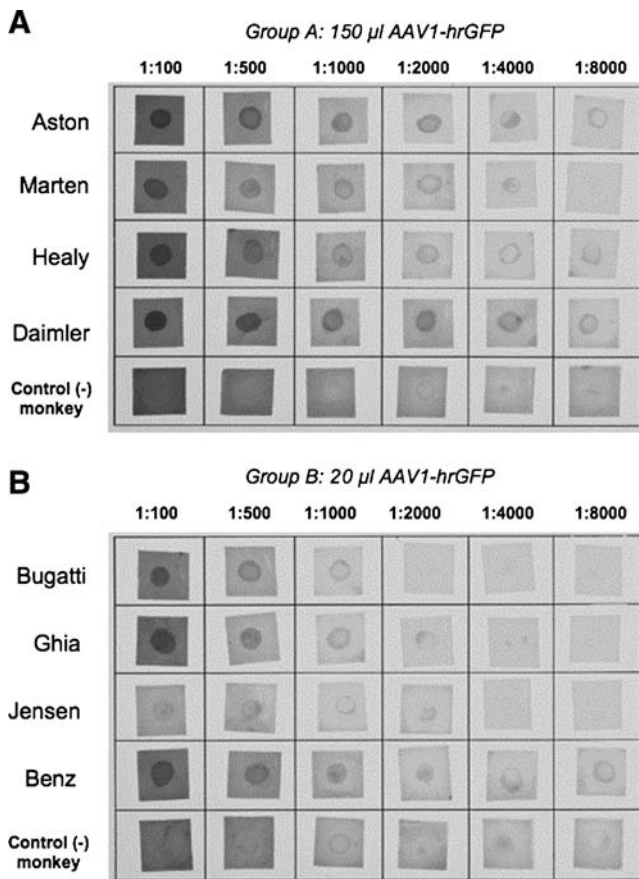 A
Group A: 150 µl AAV1-hrGFP
1:100 1:500 1:1000 1:2000 1:4000 1:8000
Aston
Marten
Healy
Daimler
Control (-)
monkey
B
Group B: 20 µl AAV1-hrGFP
1:100 1:500 1:1000 1:2000 1:4000 1:8000
Bugatti
Ghia
Jensen
Benz
Control (-)
monkey